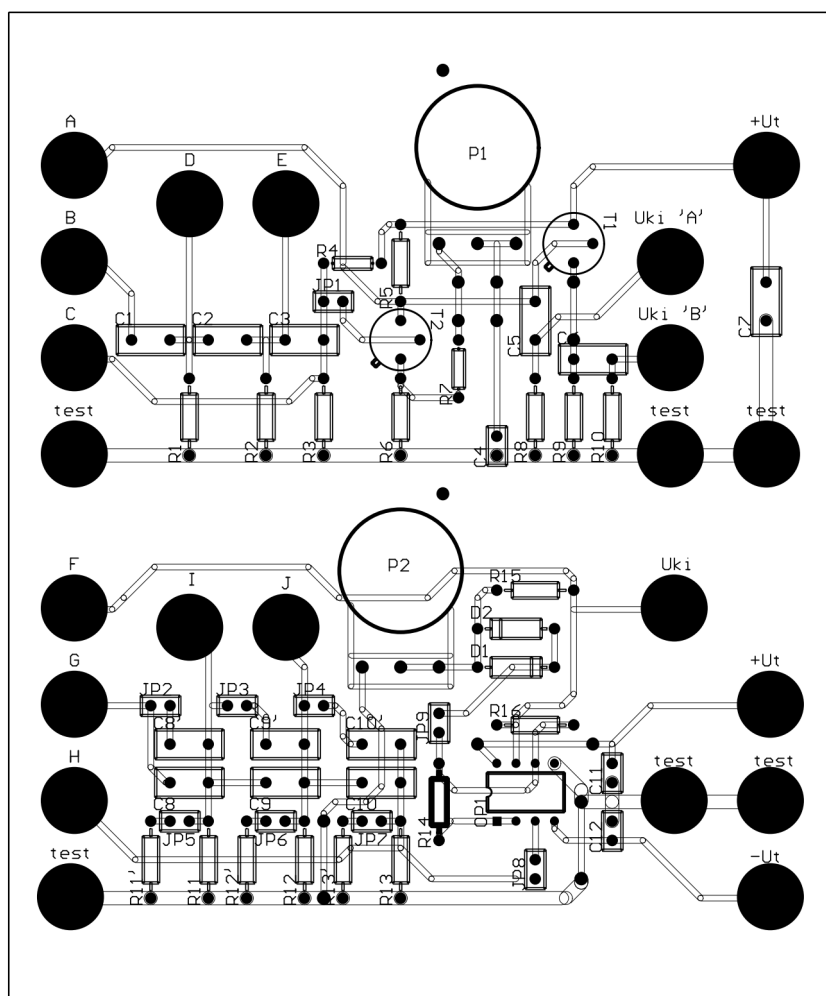 A
D
E
P1
+Ut
B
T1
Uki 'A'
R4
R5
JP1
C
C1
C2
C3
T2
C5
Uki 'B'
C7
R7
test
R1
R2
R3
R6
C4
R8
R9
R10
test
test
F
I
J
P2
R15
Uki
D2
G
D1
+Ut
JP2
JP3
JP4
JP9
R16
C8'
C9'
C10'
H
C11
test
test
C8
C9
C10
R14
OP1
JP5
JP6
JP7
C12
test
JP8
-Ut
R11'
R11
R12'
R12
R13'
R13